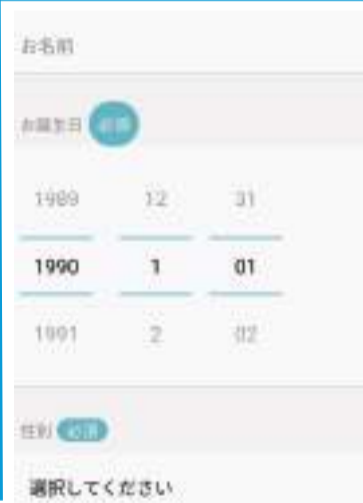 お名前
お誕生日 必須
1989 12 31
1990 1 01
1991 2 02
性別 必須
選択してください